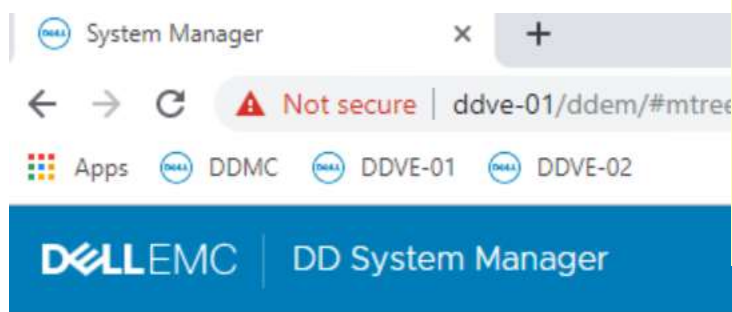 System Manager
Not secure | ddve-01/ddem/#mtree
Apps DDMC DDVE-01 DDVE-02
DELLEMC | DD System Manager